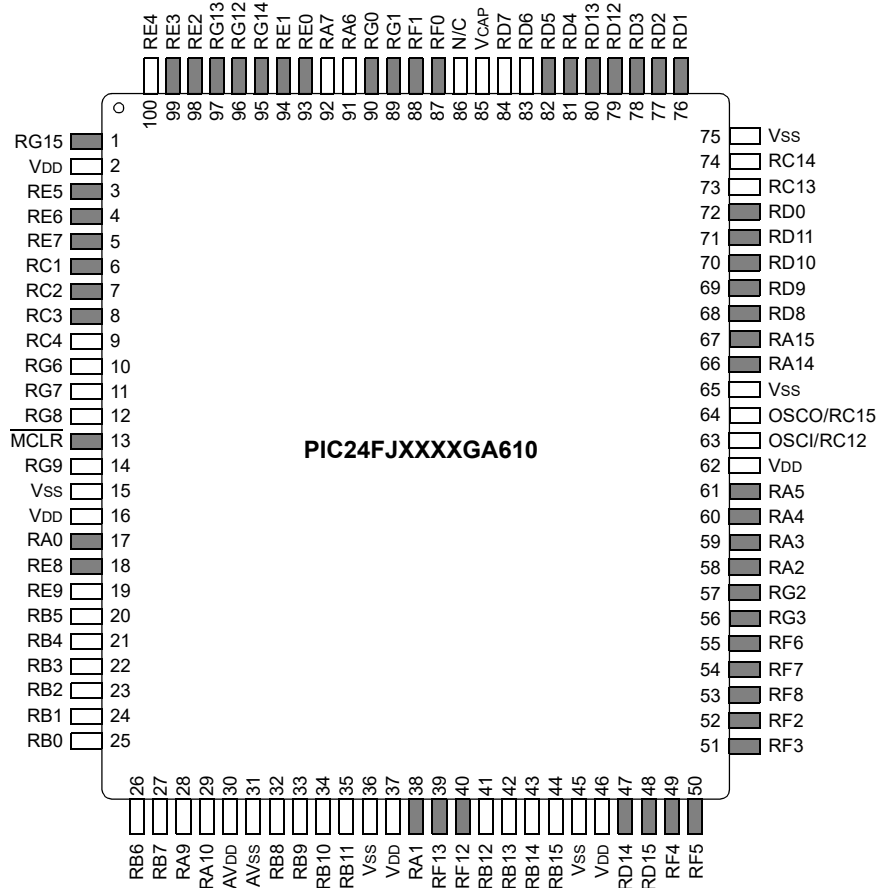 RE4
RE3
RE2
RG13
RG12
RG14
RE1
RE0
RA7
RA6
RG0
RG1
RF1
RF0
N/C
VCAP
RD7
RD6
RD5
RD4
RD13
RD12
RD3
RD2
RD1
100
99
98
97
96
95
94
93
92
91
90
89
88
87
86
85
84
83
82
81
80
79
78
77
76
RG15 1
VDD 2
RE5 3
RE6 4
RE7 5
RC1 6
RC2 7
RC3 8
RC4 9
RG6 10
RG7 11
RG8 12
MCLR 13
RG9 14
VSS 15
VDD 16
RA0 17
RE8 18
RE9 19
RB5 20
RB4 21
RB3 22
RB2 23
RB1 24
RB0 25
PIC24FJXXXXGA610
75 VSS
74 RC14
73 RC13
72 RD0
71 RD11
70 RD10
69 RD9
68 RD8
67 RA15
66 RA14
65 VSS
64 OSCO/RC15
63 OSCI/RC12
62 VDD
61 RA5
60 RA4
59 RA3
58 RA2
57 RG2
56 RG3
55 RF6
54 RF7
53 RF8
52 RF2
51 RF3
26
27
28
29
30
31
32
33
34
35
36
37
38
39
40
41
42
43
44
45
46
47
48
49
50
RB6
RB7
RA9
RA10
AVDD
AVSS
RB8
RB9
RB10
RB11
VSS
VDD
RA1
RF13
RF12
RB12
RB13
RB14
RB15
VSS
VDD
RD14
RD15
RF4
RF5